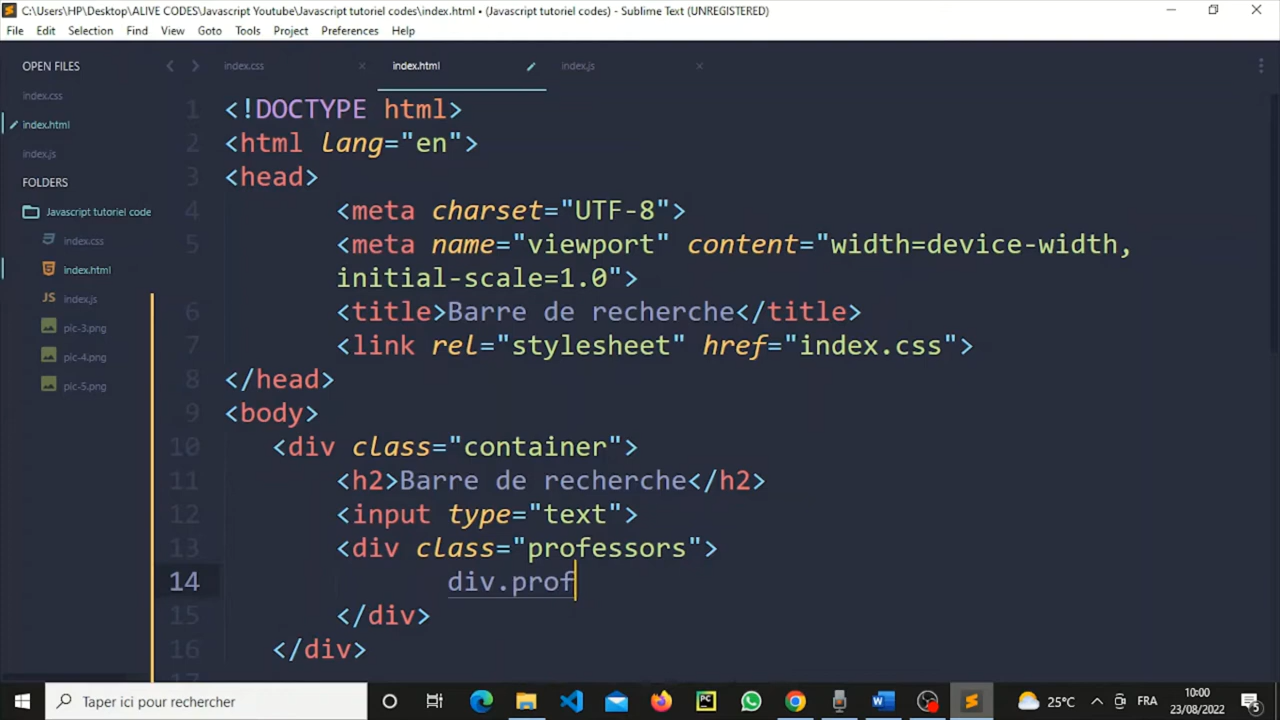 C:\Users\HP\Desktop\ALIVE CODES\Javascript Youtube\Javascript tutoriel codes\index.html • (Javascript tutoriel codes) - Sublime Text (UNREGISTERED)
File Edit Selection Find View Goto Tools Project Preferences Help
OPEN FILES
index.css
index.html
index.js
FOLDERS
Javascript tutoriel code
index.css
index.html
JS index.js
pic-3.png
pic-4.png
pic-5.png
index.css × index.html index.js ×
1 <!DOCTYPE html>
2 <html lang="en">
3 <head>
4 <meta charset="UTF-8">
5 <meta name="viewport" content="width=device-width,
initial-scale=1.0">
6 <title>Barre de recherche</title>
7 <link rel="stylesheet" href="index.css">
8 </head>
9 <body>
10 <div class="container">
11 <h2>Barre de recherche</h2>
12 <input type="text">
13 <div class="professors">
14 div.prof
15 </div>
16 </div>
17
Taper ici pour rechercher
PC
W
25°C
FRA
10:00
23/08/2022
5